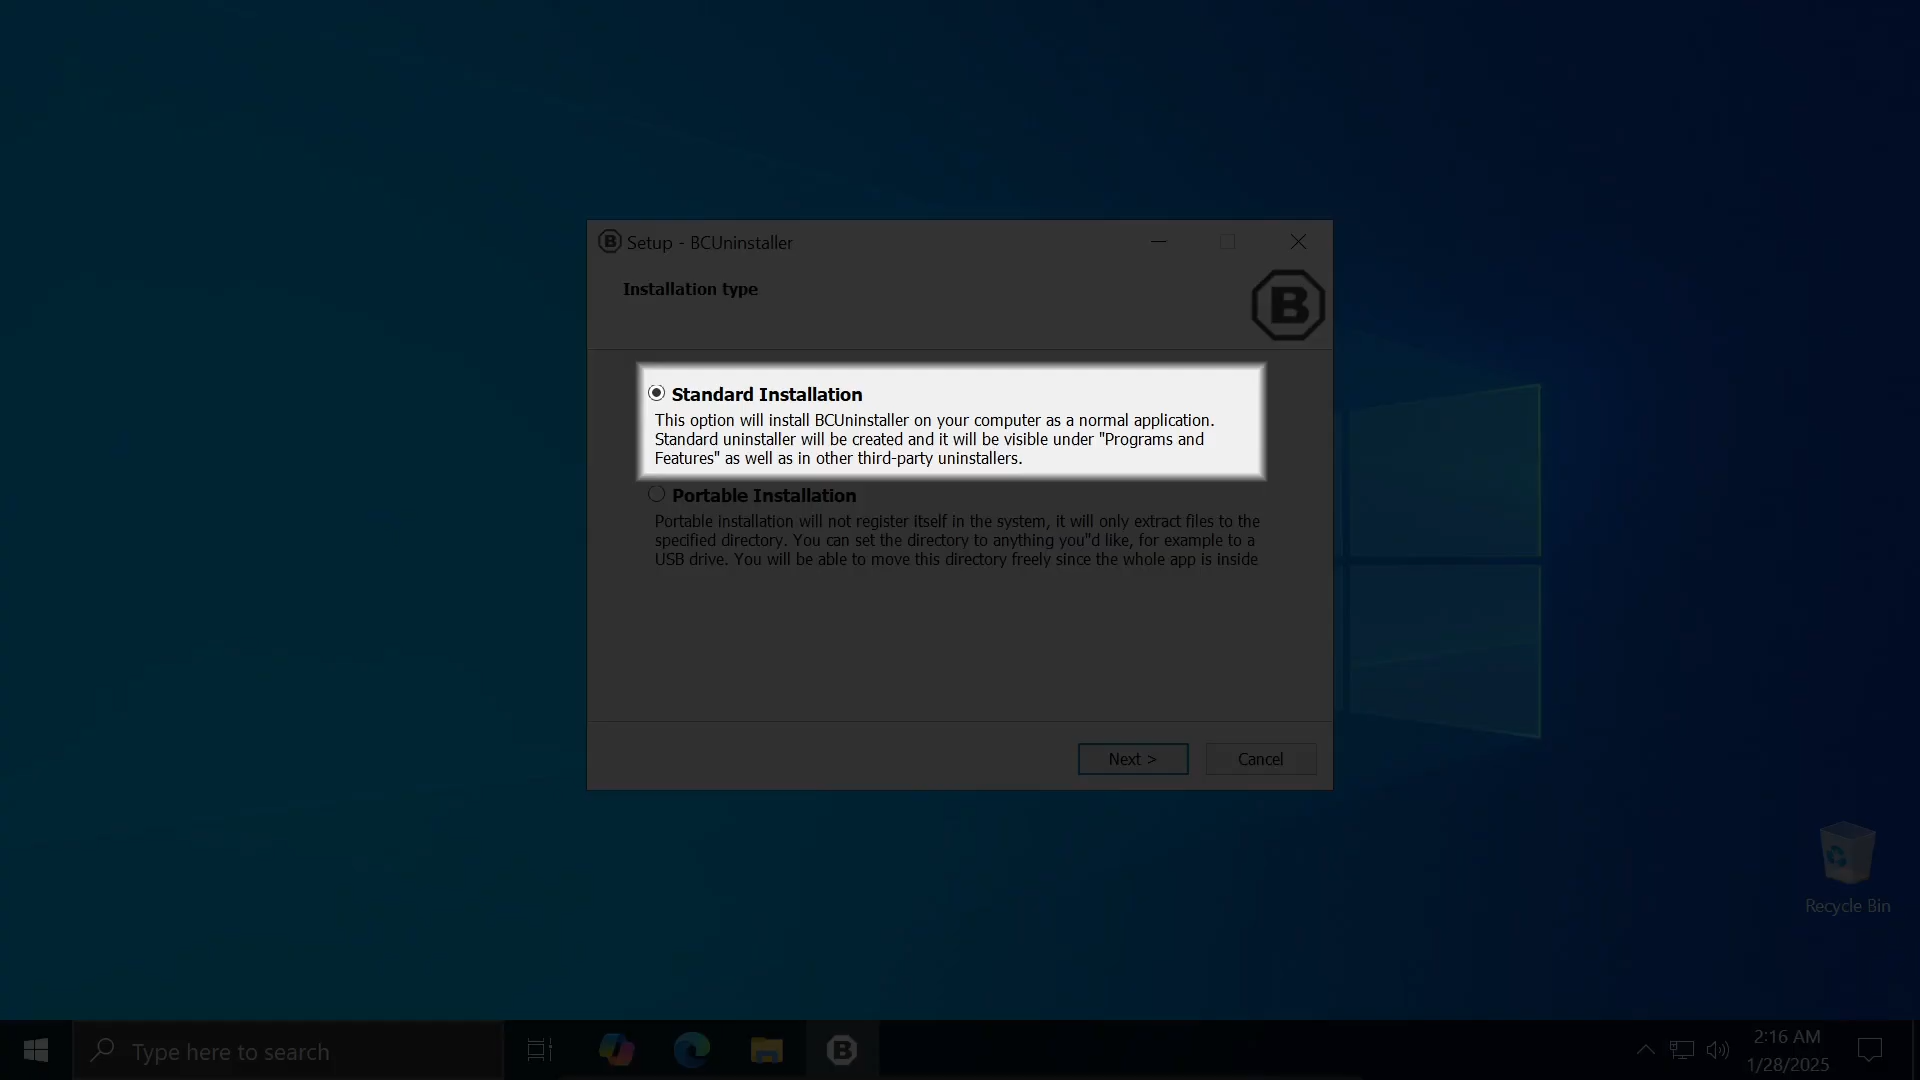 Setup - BCUninstaller
Installation type
B
Standard Installation
This option will install BCUninstaller on your computer as a normal application.
Standard uninstaller will be created and it will be visible under "Programs and
Features" as well as in other third-party uninstallers.
Portable Installation
Portable installation will not register itself in the system, it will only extract files to the
specified directory. You can set the directory to anything you"d like, for example to a
USB drive. You will be able to move this directory freely since the whole app is inside
Next >
Cancel
Recycle Bin
Type here to search
B
2:16 AM
1/28/2025